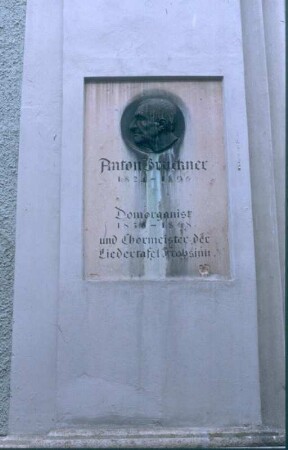 Anton Bruckner
1824 – 1896
Domorganist
und Chormeister der
Liedertafel Frohsinn